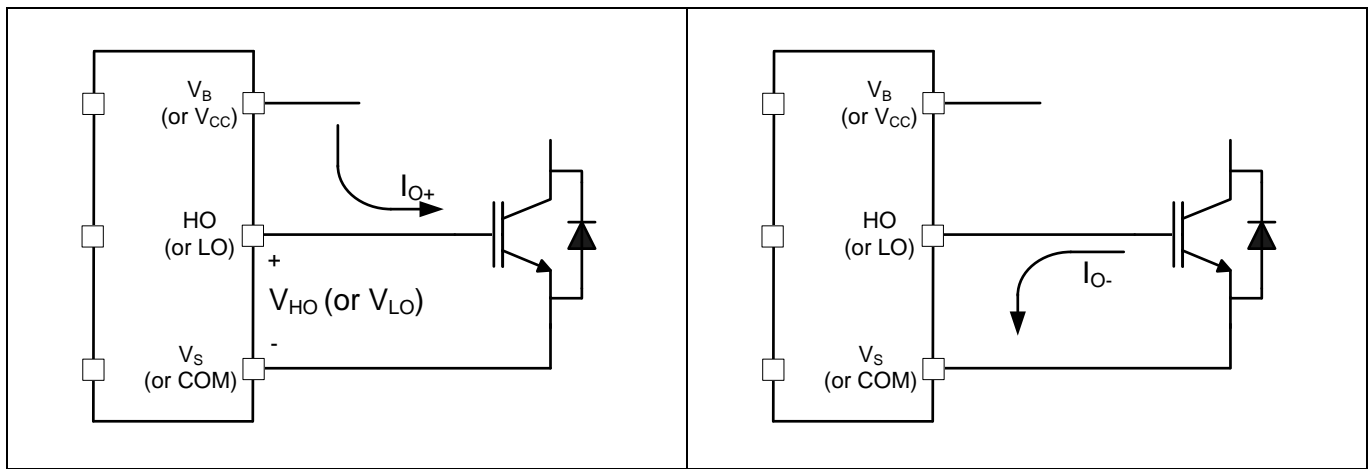 V_B
(or V_CC)
I_O+
HO
(or LO)
+
V_HO (or V_LO)
-
V_S
(or COM)
V_B
(or V_CC)
HO
(or LO)
I_O-
V_S
(or COM)